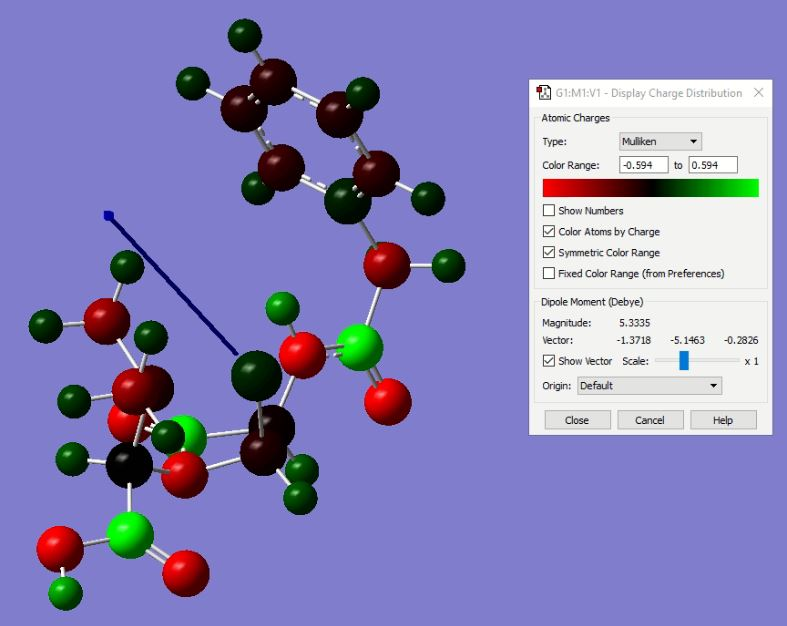 G1:M1:V1 - Display Charge Distribution
Atomic Charges
Type: Mulliken
Color Range: -0.594 to 0.594
Show Numbers
Color Atoms by Charge
Symmetric Color Range
Fixed Color Range (from Preferences)
Dipole Moment (Debye)
Magnitude: 5.3335
Vector: -1.3718 -5.1463 -0.2826
Show Vector Scale: x 1
Origin: Default
Close Cancel Help